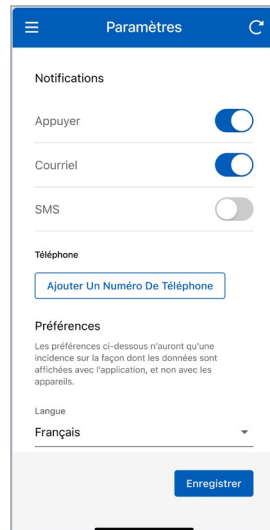 Paramètres
Notifications
Appuyer
Courriel
SMS
Téléphone
Ajouter Un Numéro De Téléphone
Préférences
Les préférences ci-dessous n'auront qu'une
incidence sur la façon dont les données sont
affichées avec l'application, et non avec les
appareils.
Langue
Français
Enregistrer